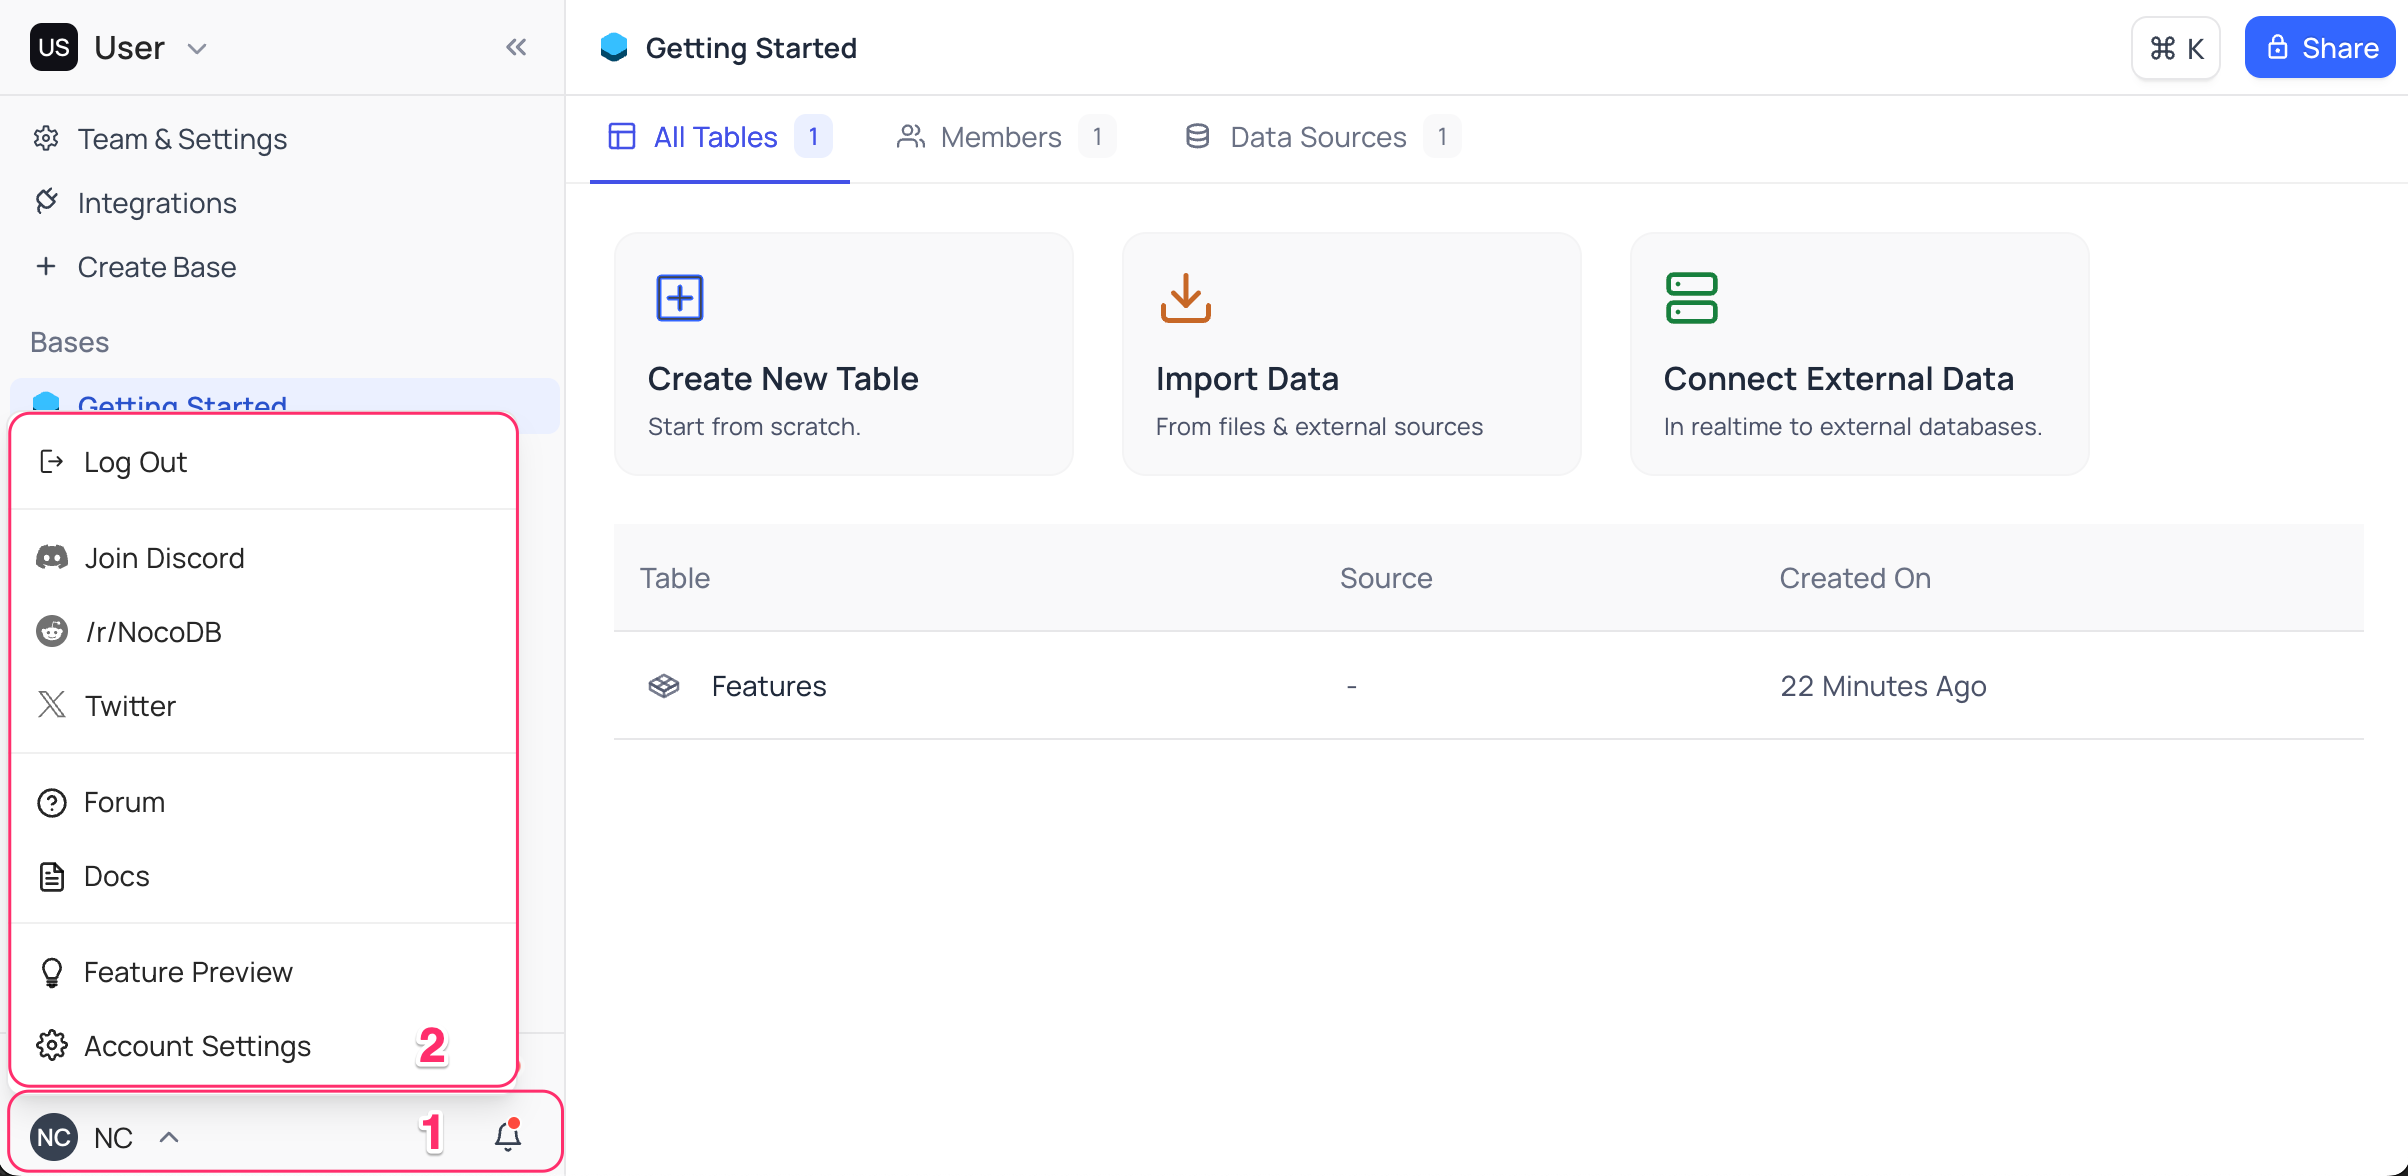 US User
Team & Settings
Integrations
Create Base
Bases
Getting Started
Log Out
Join Discord
/r/NocoDB
Twitter
Forum
Docs
Feature Preview
Account Settings 2
NC NC 1
Getting Started
⌘ K Share
All Tables 1 Members 1 Data Sources 1
Create New Table
Start from scratch.
Import Data
From files & external sources
Connect External Data
In realtime to external databases.
Table Source Created On
Features - 22 Minutes Ago